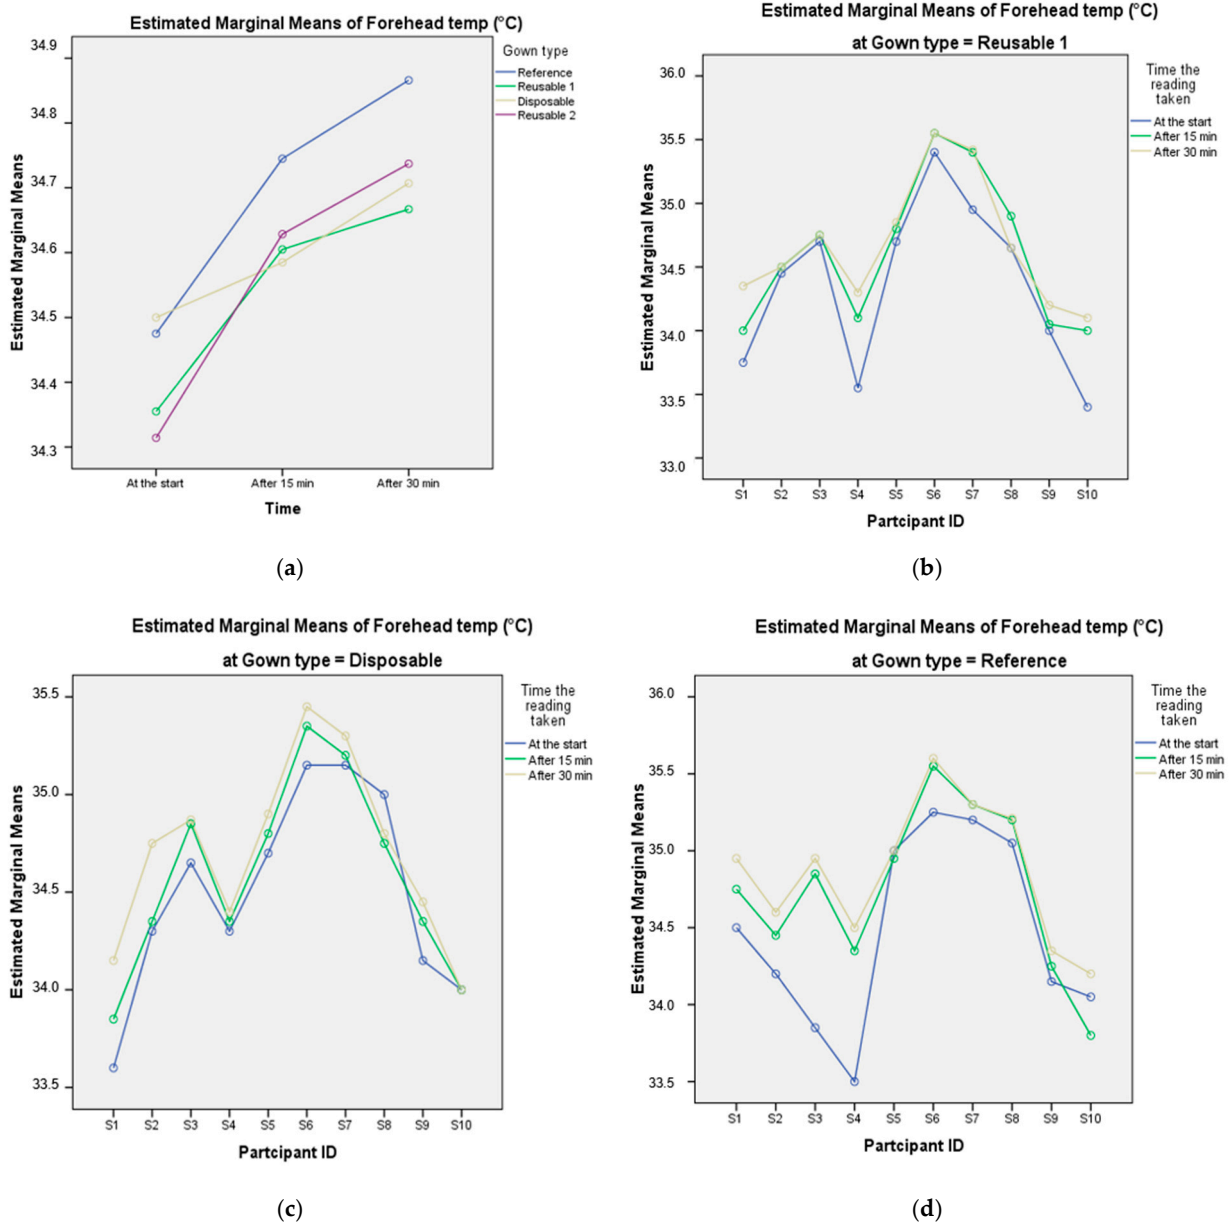 Estimated Marginal Means of Forehead temp (°C)
Gown type
Reference
Reusable 1
Disposable
Reusable 2
Estimated Marginal Means
34.9
34.8
34.7
34.6
34.5
34.4
34.3
At the start
After 15 min
After 30 min
Time
(a)
Estimated Marginal Means of Forehead temp (°C)
at Gown type = Reusable 1
Time the
reading
taken
At the start
After 15 min
After 30 min
Estimated Marginal Means
36.0
35.5
35.0
34.5
34.0
33.5
33.0
S1 S2 S3 S4 S5 S6 S7 S8 S9 S10
Partcipant ID
(b)
Estimated Marginal Means of Forehead temp (°C)
at Gown type = Disposable
Time the
reading
taken
At the start
After 15 min
After 30 min
Estimated Marginal Means
35.5
35.0
34.5
34.0
33.5
S1 S2 S3 S4 S5 S6 S7 S8 S9 S10
Partcipant ID
(c)
Estimated Marginal Means of Forehead temp (°C)
at Gown type = Reference
Time the
reading
taken
At the start
After 15 min
After 30 min
Estimated Marginal Means
36.0
35.5
35.0
34.5
34.0
33.5
S1 S2 S3 S4 S5 S6 S7 S8 S9 S10
Partcipant ID
(d)